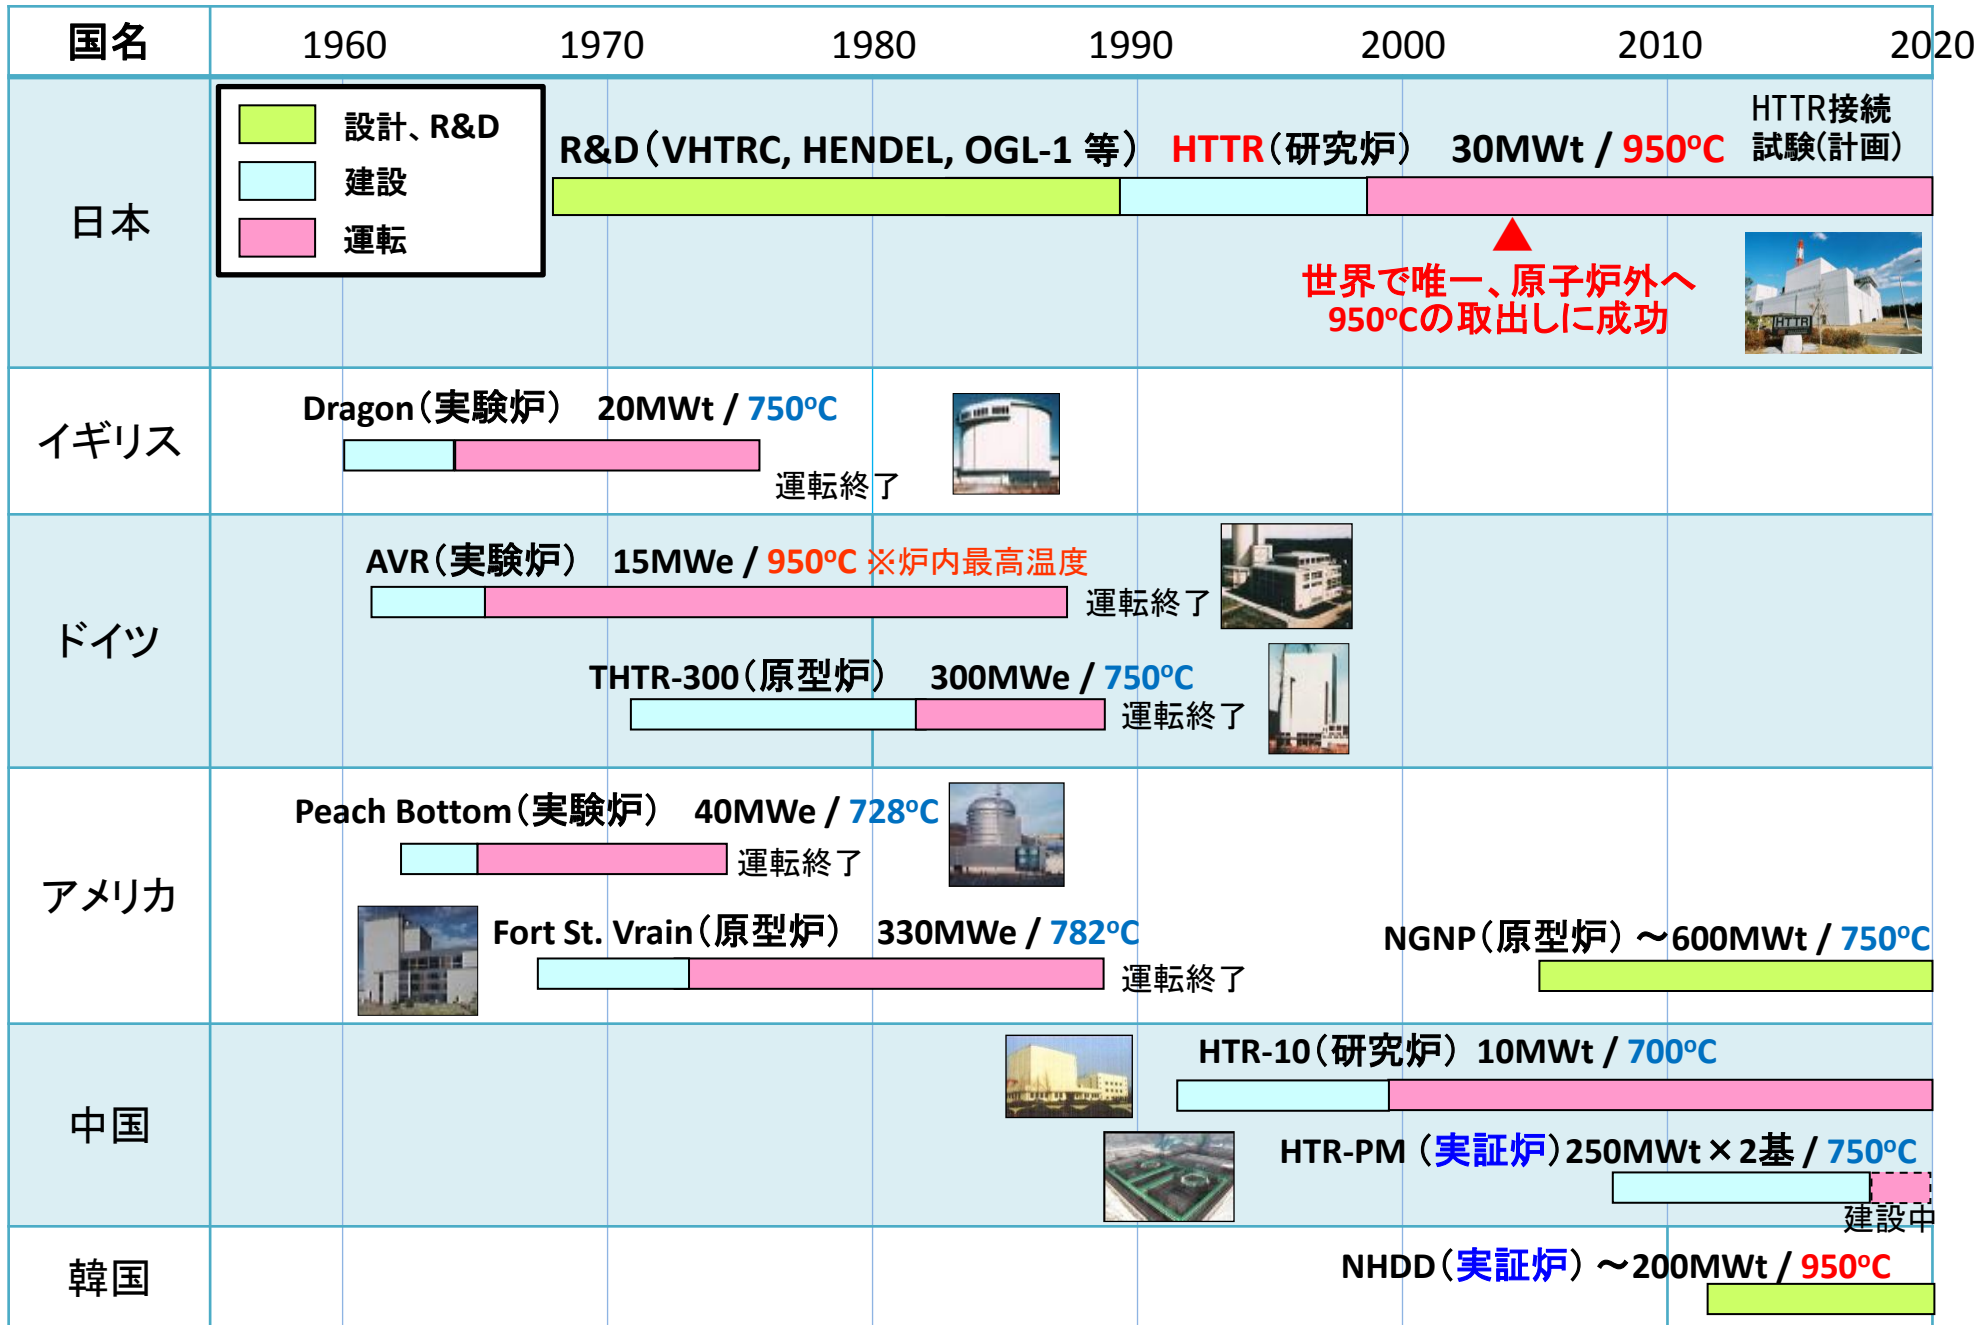 国名 1960 1970 1980 1990 2000 2010 2020
設計、R&D
建設
運転
日本
R&D（VHTRC, HENDEL, OGL-1 等） HTTR（研究炉） 30MWt / 950°C
HTTR接続
試験(計画)
世界で唯一、原子炉外へ
950°Cの取出しに成功
HTTR
イギリス
Dragon（実験炉） 20MWt / 750°C
運転終了
ドイツ
AVR（実験炉） 15MWe / 950°C ※炉内最高温度
運転終了
THTR-300（原型炉） 300MWe / 750°C
運転終了
アメリカ
Peach Bottom（実験炉） 40MWe / 728°C
運転終了
Fort St. Vrain（原型炉） 330MWe / 782°C
運転終了
NGNP（原型炉）～600MWt / 750°C
中国
HTR-10（研究炉）10MWt / 700°C
HTR-PM（実証炉）250MWt×2基 / 750°C
建設中
韓国
NHDD（実証炉）～200MWt / 950°C